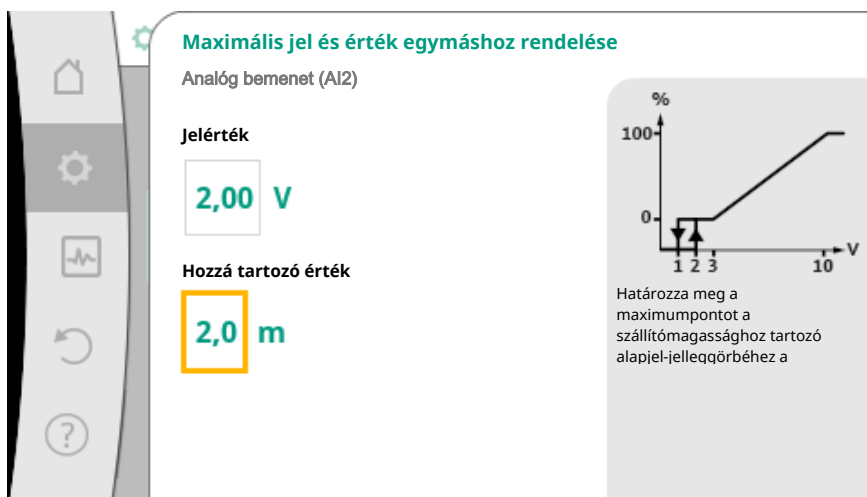 Maximális jel és érték egymáshoz rendelése
Analóg bemenet (AI2)
Jelérték
2,00 V
Hozzá tartozó érték
2,0 m
%
100
0
1 2 3 10
V
Határozza meg a
maximumpontot a
szállítómagassághoz tartozó
alapjel-jelleggörbéhez a
?